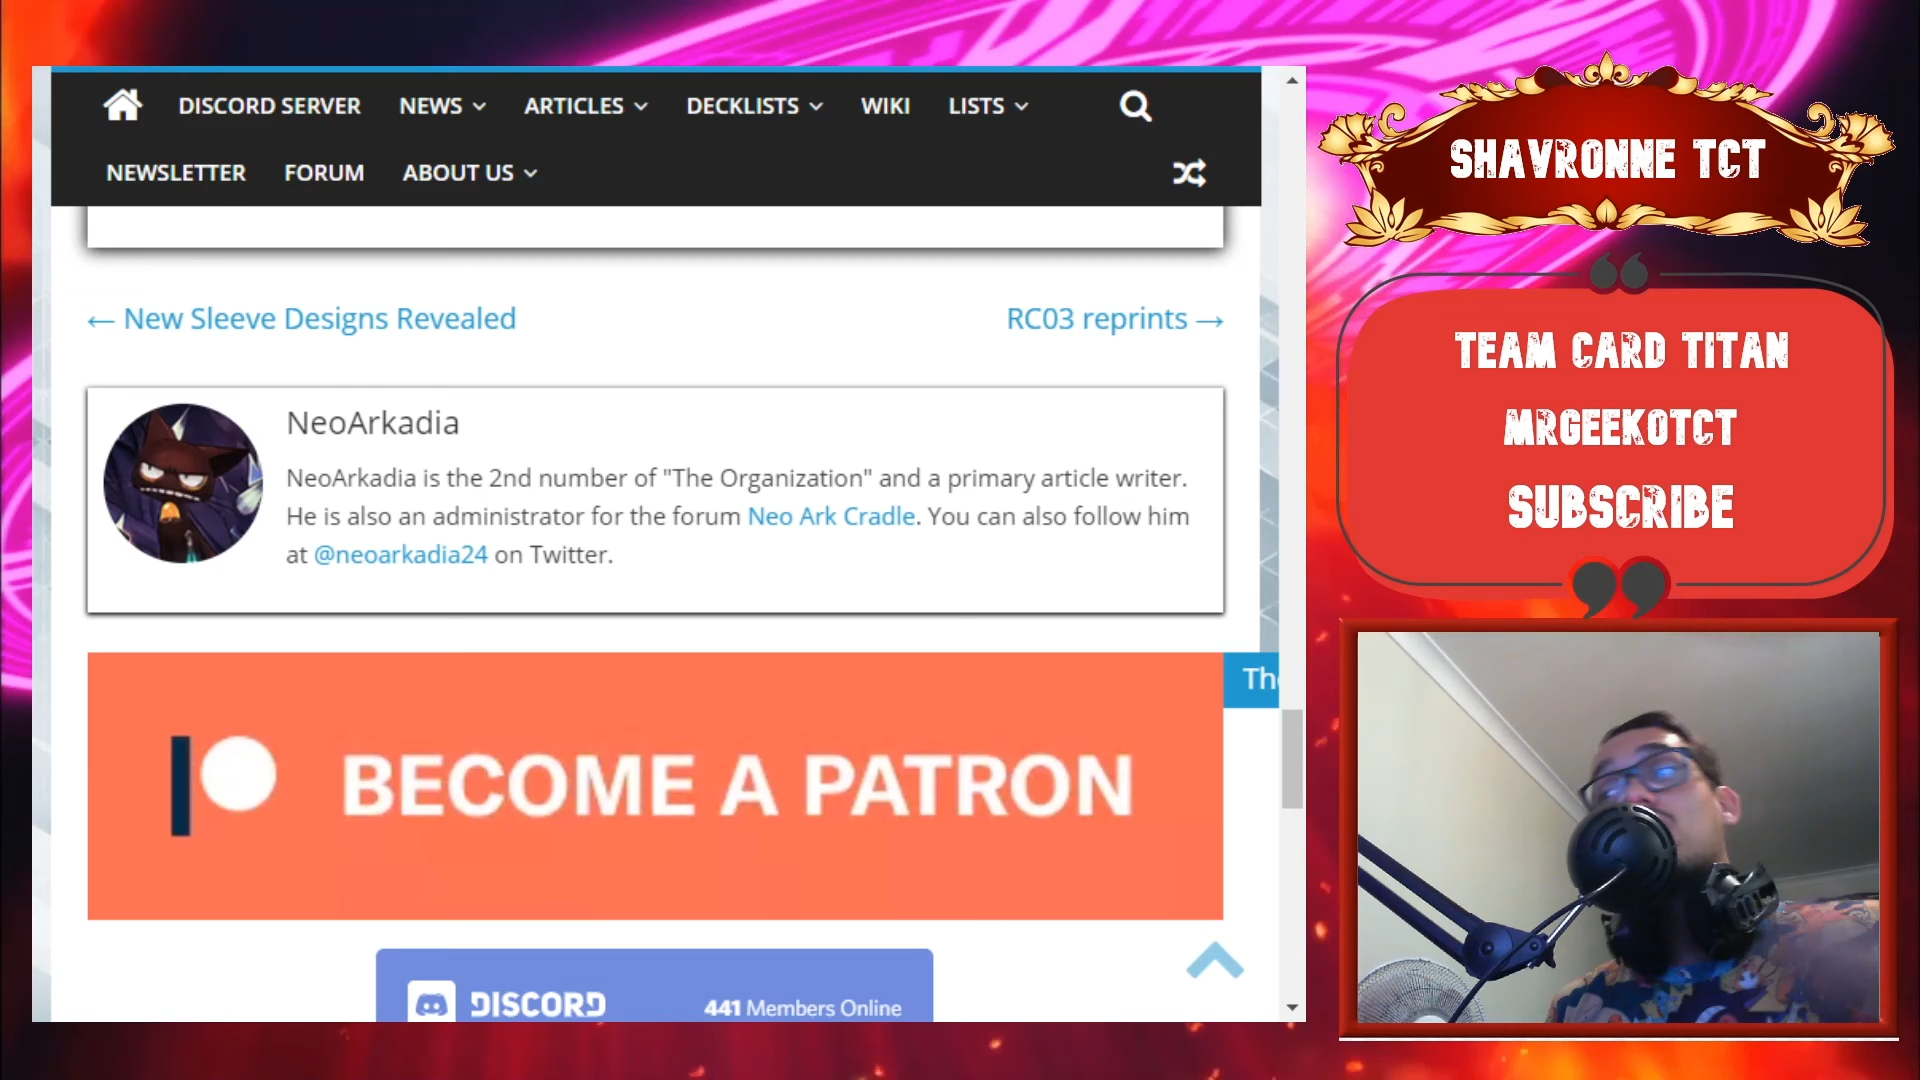 DISCORD SERVER NEWS ARTICLES DECKLISTS WIKI LISTS
NEWSLETTER FORUM ABOUT US
← New Sleeve Designs Revealed
RC03 reprints →
NeoArkadia
NeoArkadia is the 2nd number of "The Organization" and a primary article writer.
He is also an administrator for the forum Neo Ark Cradle. You can also follow him
at @neoarkadia24 on Twitter.
BECOME A PATRON
DISCORD
441 Members Online
SHAVRONNE TCT
TEAM CARD TITAN
MRGEEKOTCT
SUBSCRIBE